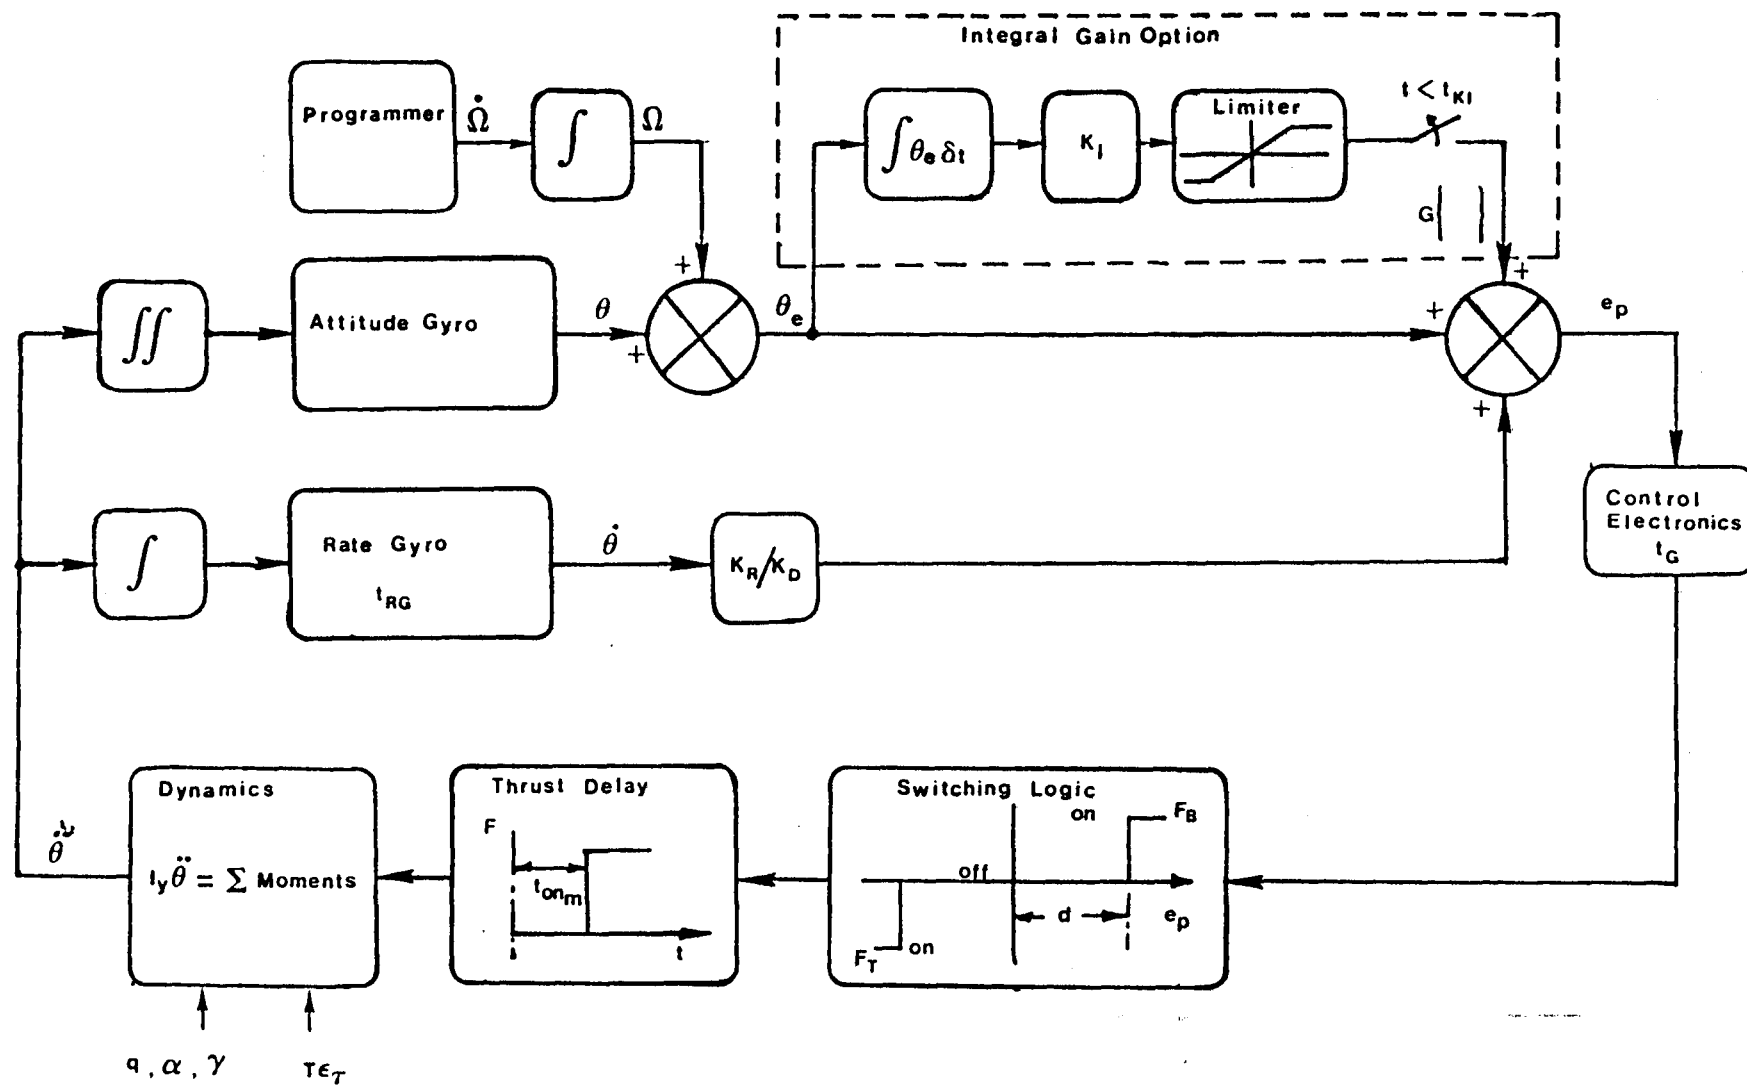 Integral Gain Option
Programmer
Ω̇
∫
Ω
∫ θe δt
KI
Limiter
t < tKI
G
+
∬
Attitude Gyro
θ
+
θe
+
+
+
ep
Control
Electronics
tG
∫
Rate Gyro
tRG
θ̇
KR/KD
Dynamics
Iyθ̈ = Σ Moments
θ̈
Thrust Delay
F
tonm
t
Switching Logic
on
FB
off
d
ep
FT
on
q, α, γ
Tετ